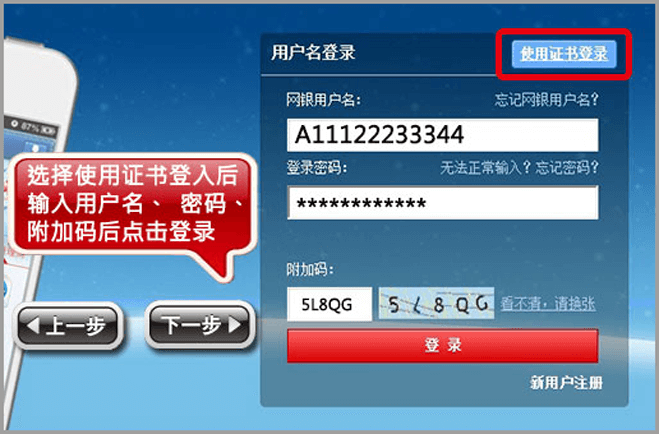 87%
用户名登录
使用证书登录
网银用户名：
忘记网银用户名？
A11122233344
登录密码：
无法正常输入？忘记密码？
************
选择使用证书登入后
输入用户名、 密码、
附加码后点击登录
附加码：
5L8QG
5L8QG
看不清，请换张
上一步
下一步
登 录
新用户注册